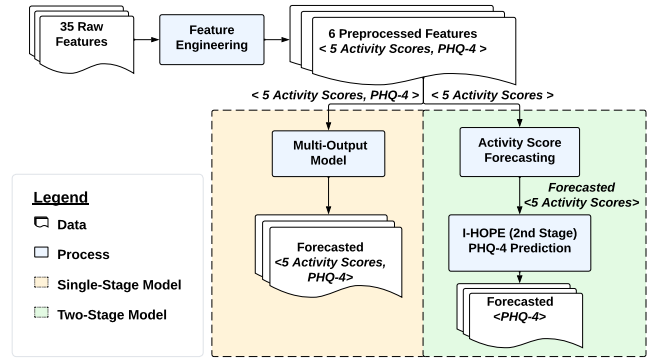 35 Raw
Features
Feature
Engineering
6 Preprocessed Features
< 5 Activity Scores, PHQ-4 >
< 5 Activity Scores, PHQ-4 >
< 5 Activity Scores >
Multi-Output
Model
Activity Score
Forecasting
Forecasted
<5 Activity Scores>
Legend
Data
Process
Single-Stage Model
Two-Stage Model
I-HOPE (2nd Stage)
PHQ-4 Prediction
Forecasted
<5 Activity Scores,
PHQ-4>
Forecasted
<PHQ-4>